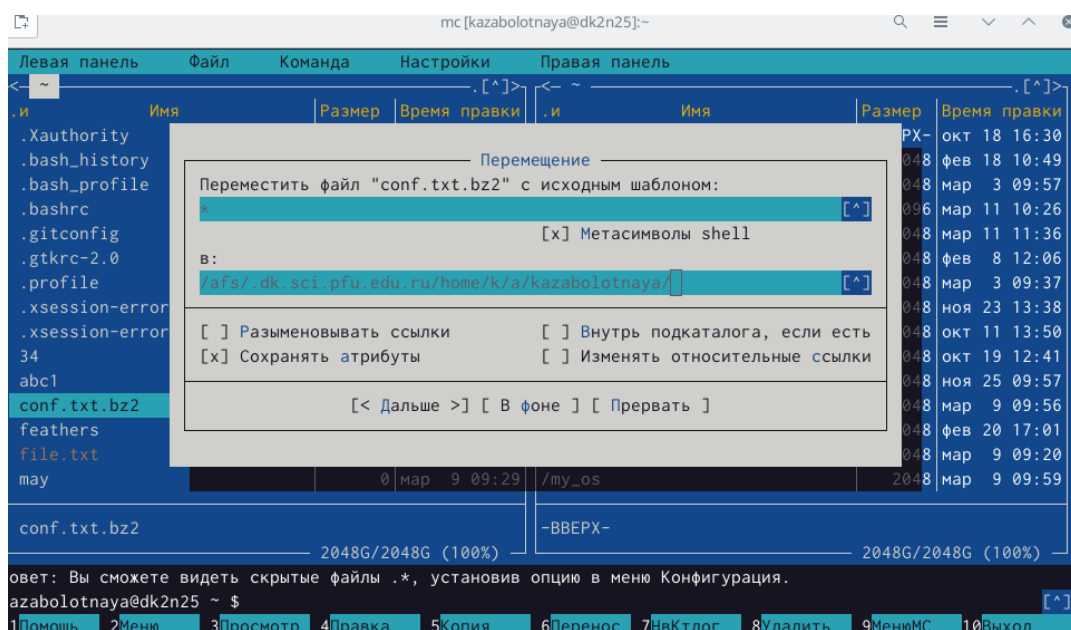 mc [kazabolotnaya@dk2n25]:~
Левая панель Файл Команда Настройки Правая панель
<— ~ .[^]> <— ~ .[^]>
.и Имя Размер Время правки .и Имя Размер Время правки
.Xauthority РХ- окт 18 16:30
.bash_history 048 фев 18 10:49
.bash_profile 048 мар 3 09:57
.bashrc 096 мар 11 10:26
.gitconfig 048 мар 11 11:36
.gtkrc-2.0 048 фев 8 12:06
.profile 048 мар 3 09:37
.xsession-error 048 ноя 23 13:38
.xsession-error 048 окт 11 13:50
34 048 окт 19 12:41
abc1 048 ноя 25 09:57
conf.txt.bz2 048 мар 9 09:56
feathers 048 фев 20 17:01
file.txt 048 мар 9 09:20
may 0 мар 9 09:29 /my_os 2048 мар 9 09:59
Перемещение
Переместить файл "conf.txt.bz2" с исходным шаблоном:
* [^]
[x] Метасимволы shell
в:
/afs/.dk.sci.pfu.edu.ru/home/k/a/kazabolotnaya/ [^]
[ ] Разыменовывать ссылки [ ] Внутрь подкаталога, если есть
[x] Сохранять атрибуты [ ] Изменять относительные ссылки
[< Дальше >] [ В фоне ] [ Прервать ]
conf.txt.bz2 -ВВЕРХ-
2048G/2048G (100%) 2048G/2048G (100%)
овет: Вы сможете видеть скрытые файлы .*, установив опцию в меню Конфигурация.
azabolotnaya@dk2n25 ~ $ [^]
1Помощь 2Меню 3Просмотр 4Правка 5Копия 6Перенос 7НвКтлог 8Удалить 9МенюMC 10Выход